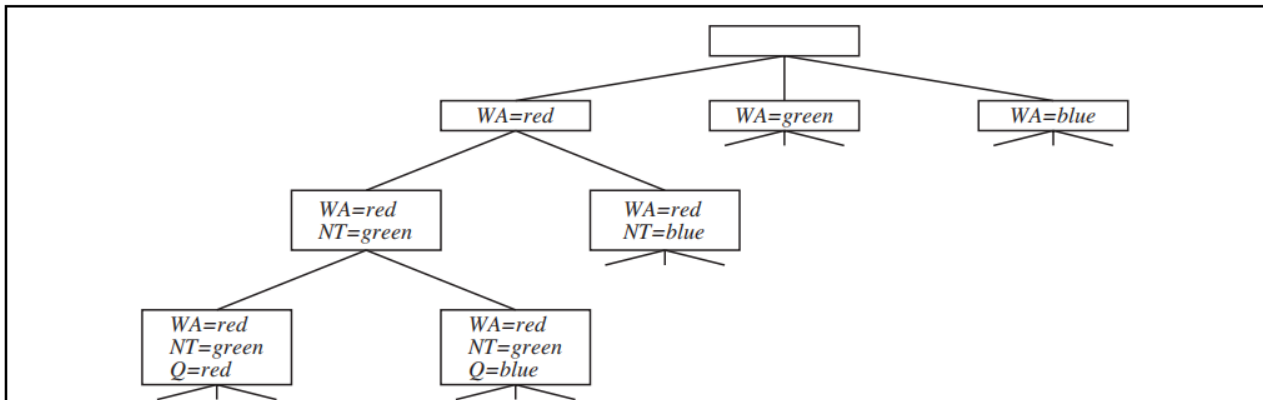 WA=red
WA=green
WA=blue
WA=red
NT=green
WA=red
NT=blue
WA=red
NT=green
Q=red
WA=red
NT=green
Q=blue